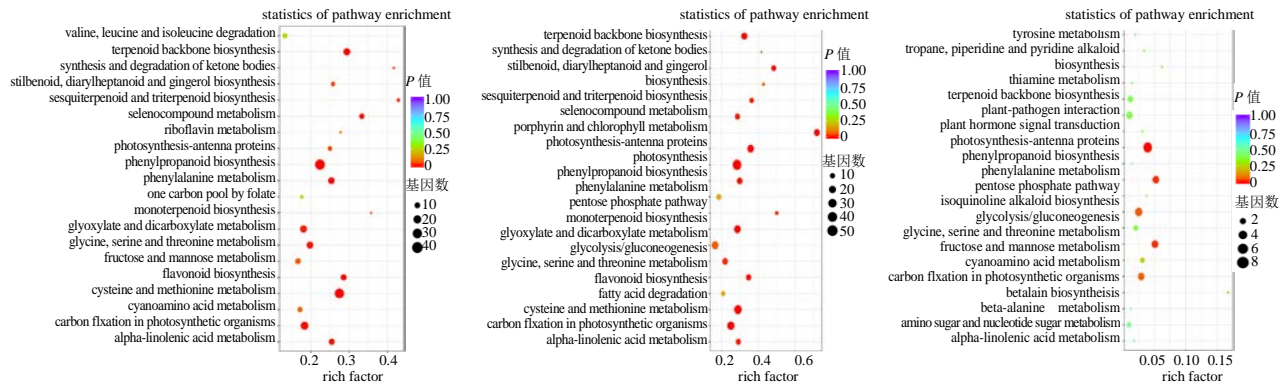 statistics of pathway enrichment
valine, leucine and isoleucine degradation
terpenoid backbone biosynthesis
synthesis and degradation of ketone bodies
stilbenoid, diarylheptanoid and gingerol biosynthesis
sesquiterpenoid and triterpenoid biosynthesis
selenocompound metabolism
riboflavin metabolism
photosynthesis-antenna proteins
phenylpropanoid biosynthesis
phenylalanine metabolism
one carbon pool by folate
monoterpenoid biosynthesis
glyoxylate and dicarboxylate metabolism
glycine, serine and threonine metabolism
fructose and mannose metabolism
flavonoid biosynthesis
cysteine and methionine metabolism
cyanoamino acid metabolism
carbon flxation in photosynthetic organisms
alpha-linolenic acid metabolism
0.2 0.3 0.4
rich factor
P 值
1.00
0.75
0.50
0.25
0
基因数
10
20
30
40
statistics of pathway enrichment
terpenoid backbone biosynthesis
synthesis and degradation of ketone bodies
stilbenoid, diarylheptanoid and gingerol
biosynthesis
sesquiterpenoid and triterpenoid biosynthesis
selenocompound metabolism
porphyrin and chlorophyll metabolism
photosynthesis-antenna proteins
photosynthesis
phenylpropanoid biosynthesis
phenylalanine metabolism
pentose phosphate pathway
monoterpenoid biosynthesis
glyoxylate and dicarboxylate metabolism
glycolysis/gluconeogenesis
glycine, serine and threonine metabolism
flavonoid biosynthesis
fatty acid degradation
cysteine and methionine metabolism
carbon flxation in photosynthetic organisms
alpha-linolenic acid metabolism
0.2 0.4 0.6
rich factor
P 值
1.00
0.75
0.50
0.25
0
基因数
10
20
30
40
50
statistics of pathway enrichment
tyrosine metabolism
tropane, piperidine and pyridine alkaloid
biosynthesis
thiamine metabolism
terpenoid backbone biosynthesis
plant-pathogen interaction
plant hormone signal transduction
photosynthesis-antenna proteins
phenylpropanoid biosynthesis
phenylalanine metabolism
pentose phosphate pathway
isoquinoline alkaloid biosynthesis
glycolysis/gluconeogenesis
glycine, serine and threonine metabolism
fructose and mannose metabolism
cyanoamino acid metabolism
carbon flxation in photosynthetic organisms
betalain biosyntheisis
beta-alanine metabolism
amino sugar and nucleotide sugar metabolism
alpha-linolenic acid metabolism
0.05 0.10 0.15
rich factor
P 值
1.00
0.75
0.50
0.25
0
基因数
2
4
6
8